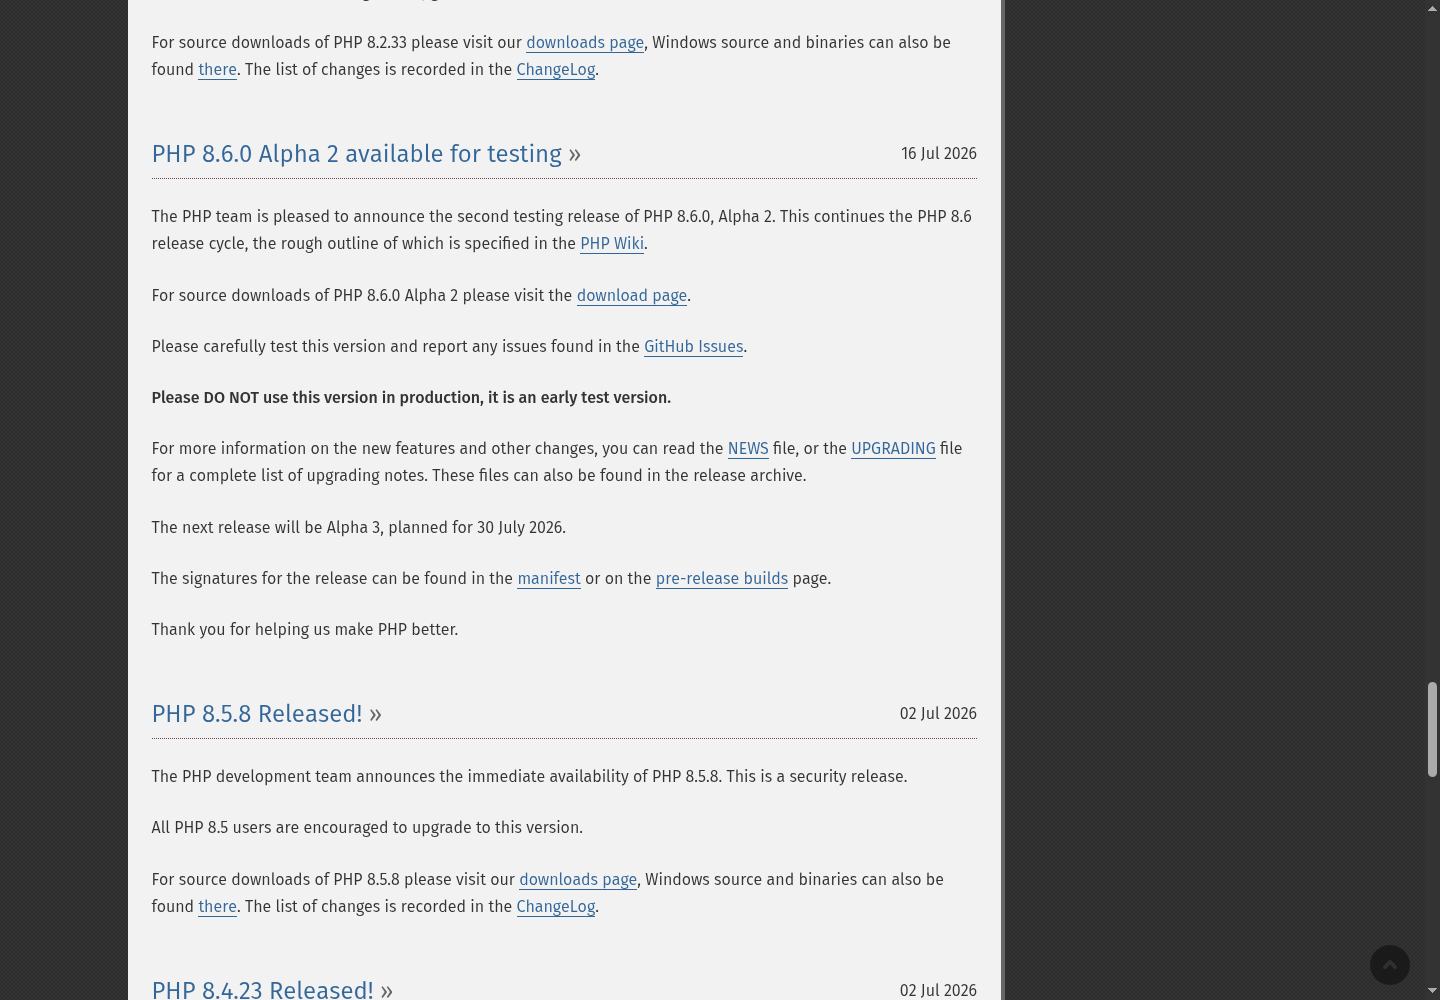 For source downloads of PHP 8.2.33 please visit our downloads page, Windows source and binaries can also be
found there. The list of changes is recorded in the ChangeLog.
PHP 8.6.0 Alpha 2 available for testing »
16 Jul 2026
The PHP team is pleased to announce the second testing release of PHP 8.6.0, Alpha 2. This continues the PHP 8.6
release cycle, the rough outline of which is specified in the PHP Wiki.
For source downloads of PHP 8.6.0 Alpha 2 please visit the download page.
Please carefully test this version and report any issues found in the GitHub Issues.
Please DO NOT use this version in production, it is an early test version.
For more information on the new features and other changes, you can read the NEWS file, or the UPGRADING file
for a complete list of upgrading notes. These files can also be found in the release archive.
The next release will be Alpha 3, planned for 30 July 2026.
The signatures for the release can be found in the manifest or on the pre-release builds page.
Thank you for helping us make PHP better.
PHP 8.5.8 Released! »
02 Jul 2026
The PHP development team announces the immediate availability of PHP 8.5.8. This is a security release.
All PHP 8.5 users are encouraged to upgrade to this version.
For source downloads of PHP 8.5.8 please visit our downloads page, Windows source and binaries can also be
found there. The list of changes is recorded in the ChangeLog.
PHP 8.4.23 Released! »
02 Jul 2026